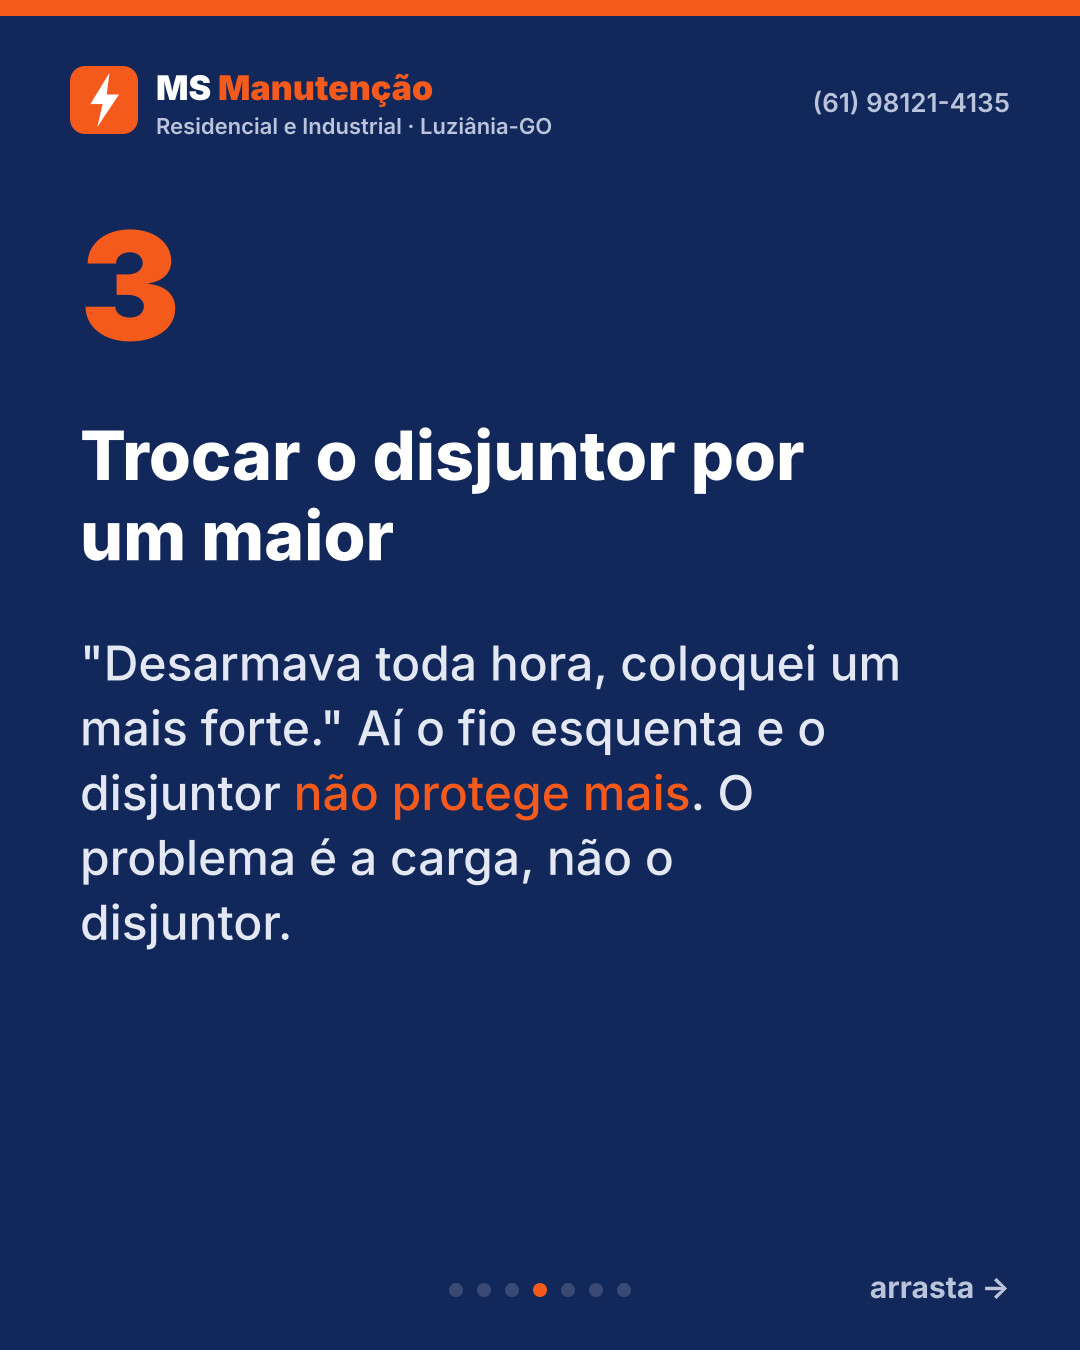 MS Manutenção
Residencial e Industrial · Luziânia-GO
(61) 98121-4135
3
Trocar o disjuntor por
um maior
"Desarmava toda hora, coloquei um
mais forte." Aí o fio esquenta e o
disjuntor não protege mais. O
problema é a carga, não o
disjuntor.
arrasta →